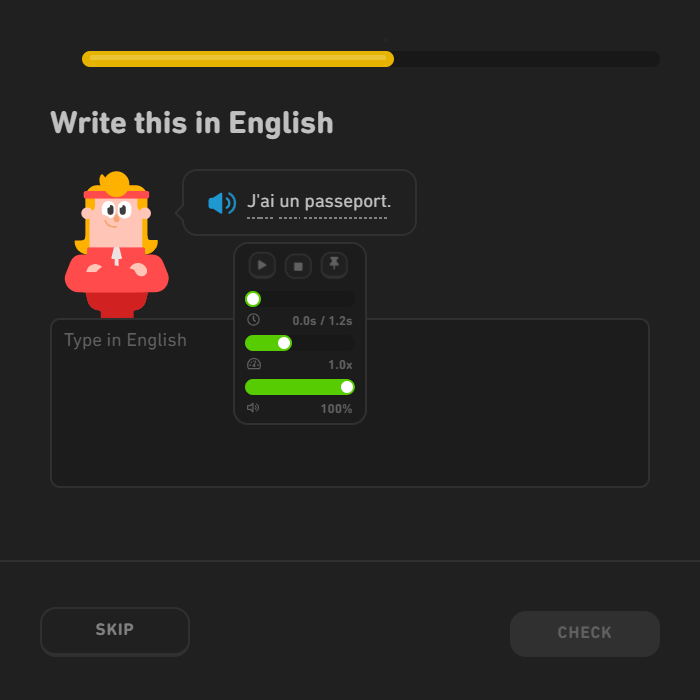 Write this in English
J'ai un passeport.
0.0s / 1.2s
1.0x
100%
Type in English
SKIP
CHECK